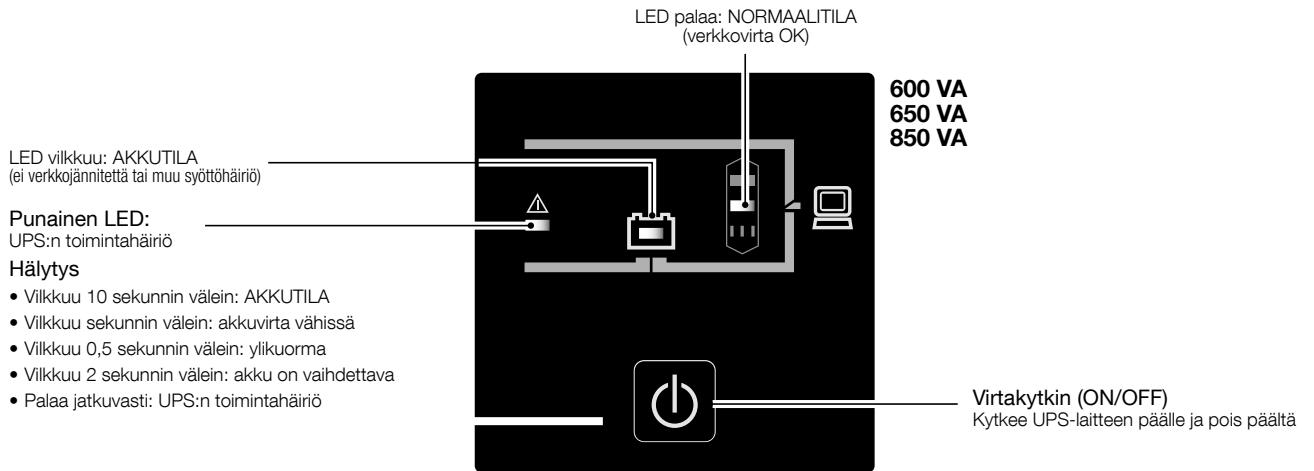 LED palaa: NORMAALITILA
(verkkovirta OK)
600 VA
650 VA
850 VA
LED vilkkuu: AKKUTILA
(ei verkkojännitettä tai muu syöttöhäiriö)
Punainen LED:
UPS:n toimintahäiriö
Hälytys
• Vilkkuu 10 sekunnin välein: AKKUTILA
• Vilkkuu sekunnin välein: akkuvirta vähissä
• Vilkkuu 0,5 sekunnin välein: ylikuorma
• Vilkkuu 2 sekunnin välein: akku on vaihdettava
• Palaa jatkuvasti: UPS:n toimintahäiriö
Virtakytkin (ON/OFF)
Kytkee UPS-laitteen päälle ja pois päältä